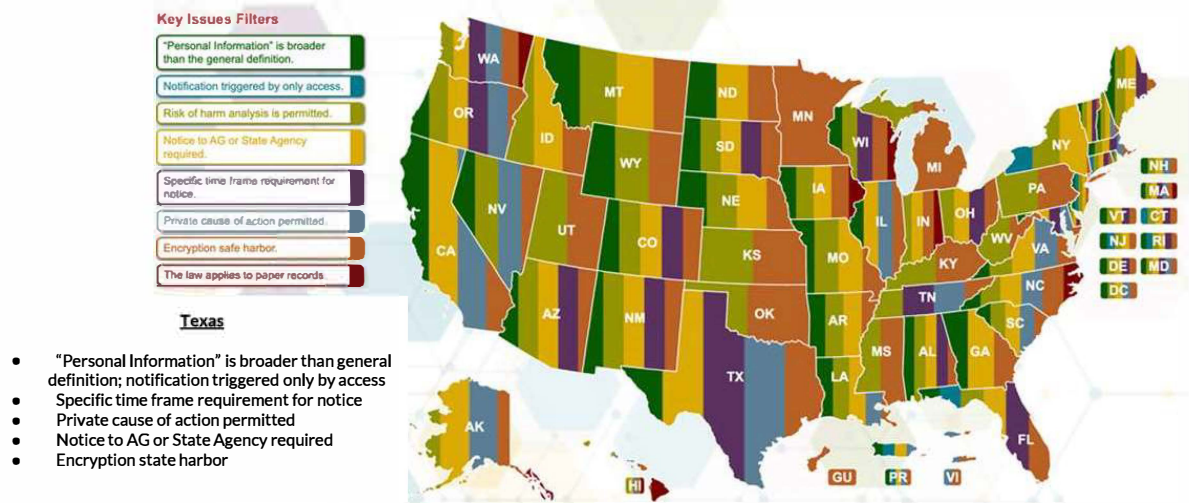 Key Issues Filters
"Personal Information" is broader
than the general definition.
Notification triggered by only access.
Risk of harm analysis is permitted.
Notice to AG or State Agency
required.
Specific time frame requirement for
notice.
Private cause of action permitted.
Encryption safe harbor.
The law applies to paper records
Texas
• "Personal Information" is broader than general
definition; notification triggered only by access
• Specific time frame requirement for notice
• Private cause of action permitted
• Notice to AG or State Agency required
• Encryption state harbor
WA
OR
ID
MT
ND
MN
WI
MI
ME
NY
WY
SD
IA
NE
NV
UT
CO
KS
MO
IL
IN
OH
PA
WV
VA
KY
CA
AZ
NM
OK
AR
TN
NC
SC
MS
AL
GA
LA
TX
FL
AK
HI
NH
MA
VT
CT
NJ
RI
DE
MD
DC
GU
PR
VI